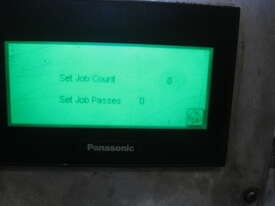 Set Job Count 0
Set Job Passes 0
Panasonic